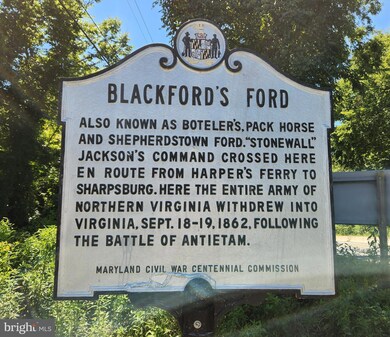 BLACKFORD'S FORD
ALSO KNOWN AS BOTELER'S, PACK HORSE
AND SHEPHERDSTOWN FORD. "STONEWALL"
JACKSON'S COMMAND CROSSED HERE
EN ROUTE FROM HARPER'S FERRY TO
SHARPSBURG. HERE THE ENTIRE ARMY OF
NORTHERN VIRGINIA WITHDREW INTO
VIRGINIA, SEPT. 18-19, 1862, FOLLOWING
THE BATTLE OF ANTIETAM.
MARYLAND CIVIL WAR CENTENNIAL COMMISSION
bright MLS